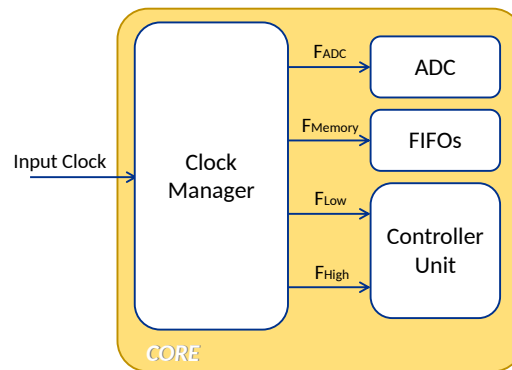 Input Clock
Clock
Manager
FADC
ADC
FMemory
FIFOs
FLow
FHigh
Controller
Unit
CORE